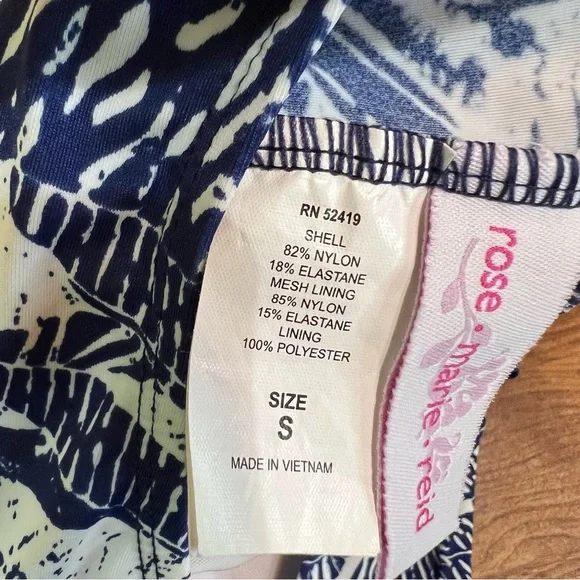 RN 52419
SHELL
82% NYLON
18% ELASTANE
MESH LINING
85% NYLON
15% ELASTANE
LINING
100% POLYESTER
SIZE
S
MADE IN VIETNAM
rose • marie • reid